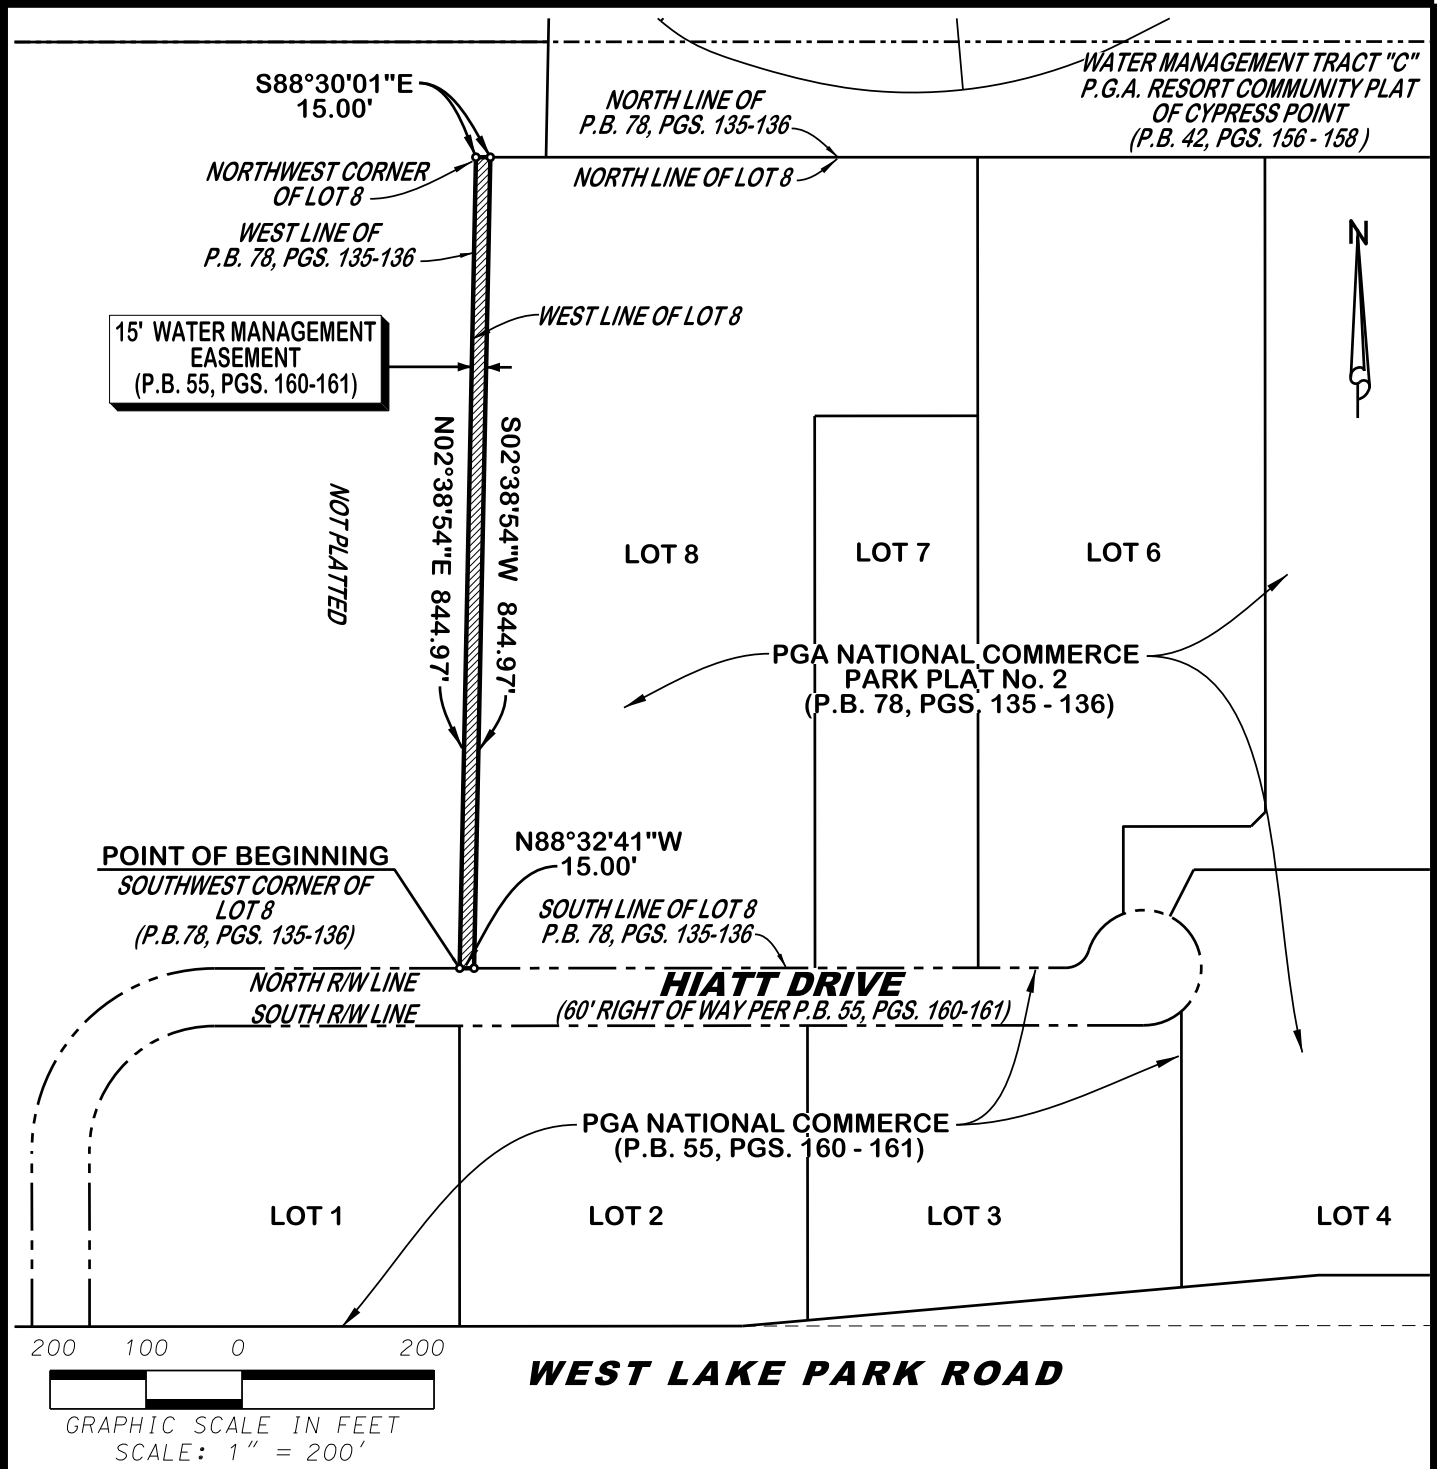 S88°30'01"E
15.00'
NORTH LINE OF
P.B. 78, PGS. 135-136
WATER MANAGEMENT TRACT "C"
P.G.A. RESORT COMMUNITY PLAT
OF CYPRESS POINT
(P.B. 42, PGS. 156 - 158 )
NORTHWEST CORNER
OF LOT 8
NORTH LINE OF LOT 8
WEST LINE OF
P.B. 78, PGS. 135-136
N
WEST LINE OF LOT 8
15' WATER MANAGEMENT
EASEMENT
(P.B. 55, PGS. 160-161)
N02°38'54"E 844.97'
S02°38'54"W 844.97'
NOT PLATTED
LOT 8
LOT 7
LOT 6
PGA NATIONAL COMMERCE
PARK PLAT No. 2
(P.B. 78, PGS. 135 - 136)
N88°32'41"W
15.00'
POINT OF BEGINNING
SOUTHWEST CORNER OF
LOT 8
(P.B.78, PGS. 135-136)
SOUTH LINE OF LOT 8
P.B. 78, PGS. 135-136
NORTH R/W LINE
SOUTH R/W LINE
HIATT DRIVE
(60' RIGHT OF WAY PER P.B. 55, PGS. 160-161)
PGA NATIONAL COMMERCE
(P.B. 55, PGS. 160 - 161)
LOT 1
LOT 2
LOT 3
LOT 4
200 100 0 200
GRAPHIC SCALE IN FEET
SCALE: 1" = 200'
WEST LAKE PARK ROAD